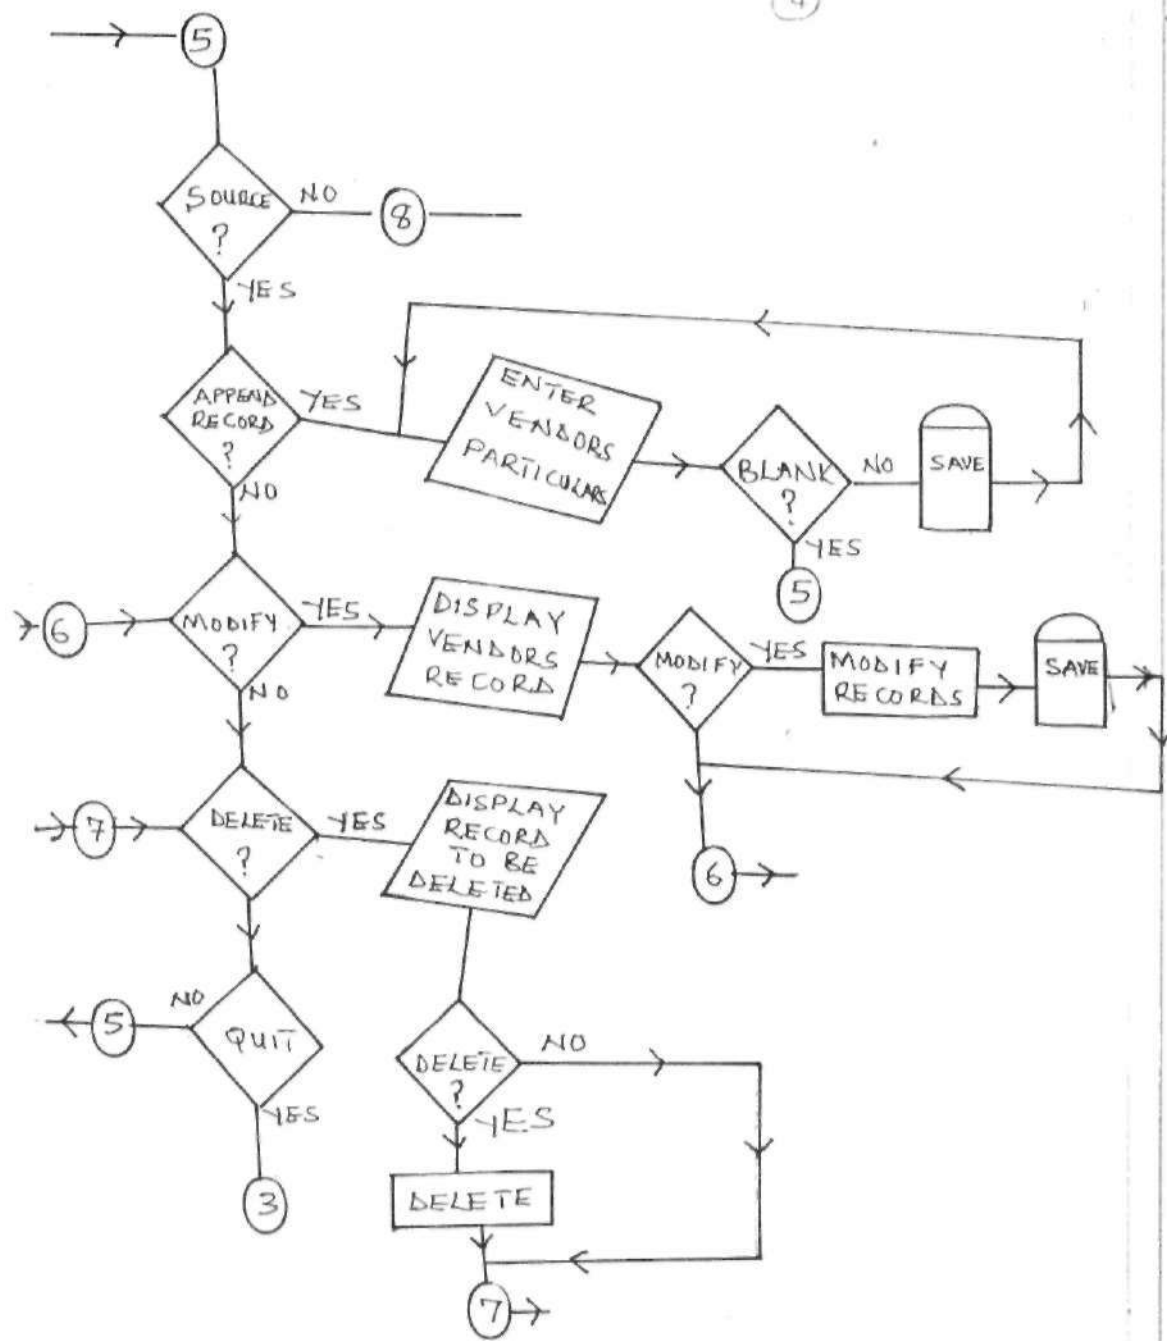 5
SOURCE
?
NO
8
YES
APPEND
RECORD
?
YES
ENTER
VENDORS
PARTICULARS
BLANK
?
NO
SAVE
YES
5
NO
6
MODIFY
?
YES
DISPLAY
VENDORS
RECORD
MODIFY
?
YES
MODIFY
RECORDS
SAVE
6
NO
7
DELETE
?
YES
DISPLAY
RECORD
TO BE
DELETED
5
NO
QUIT
YES
3
DELETE
?
NO
YES
DELETE
7